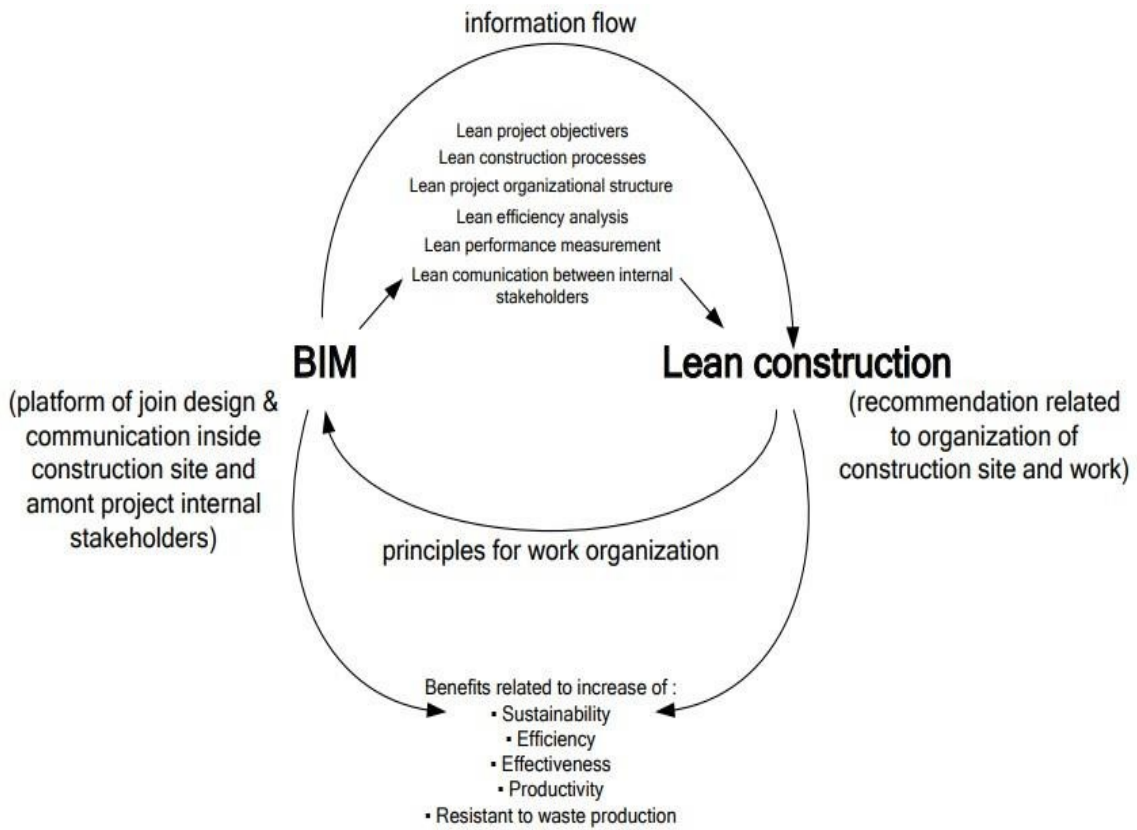 information flow
Lean project objectivers
Lean construction processes
Lean project organizational structure
Lean efficiency analysis
Lean performance measurement
Lean comunication between internal
stakeholders
BIM
(platform of join design &
communication inside
construction site and
amont project internal
stakeholders)
Lean construction
(recommendation related
to organization of
construction site and work)
principles for work organization
Benefits related to increase of :
▪ Sustainability
▪ Efficiency
▪ Effectiveness
▪ Productivity
▪ Resistant to waste production